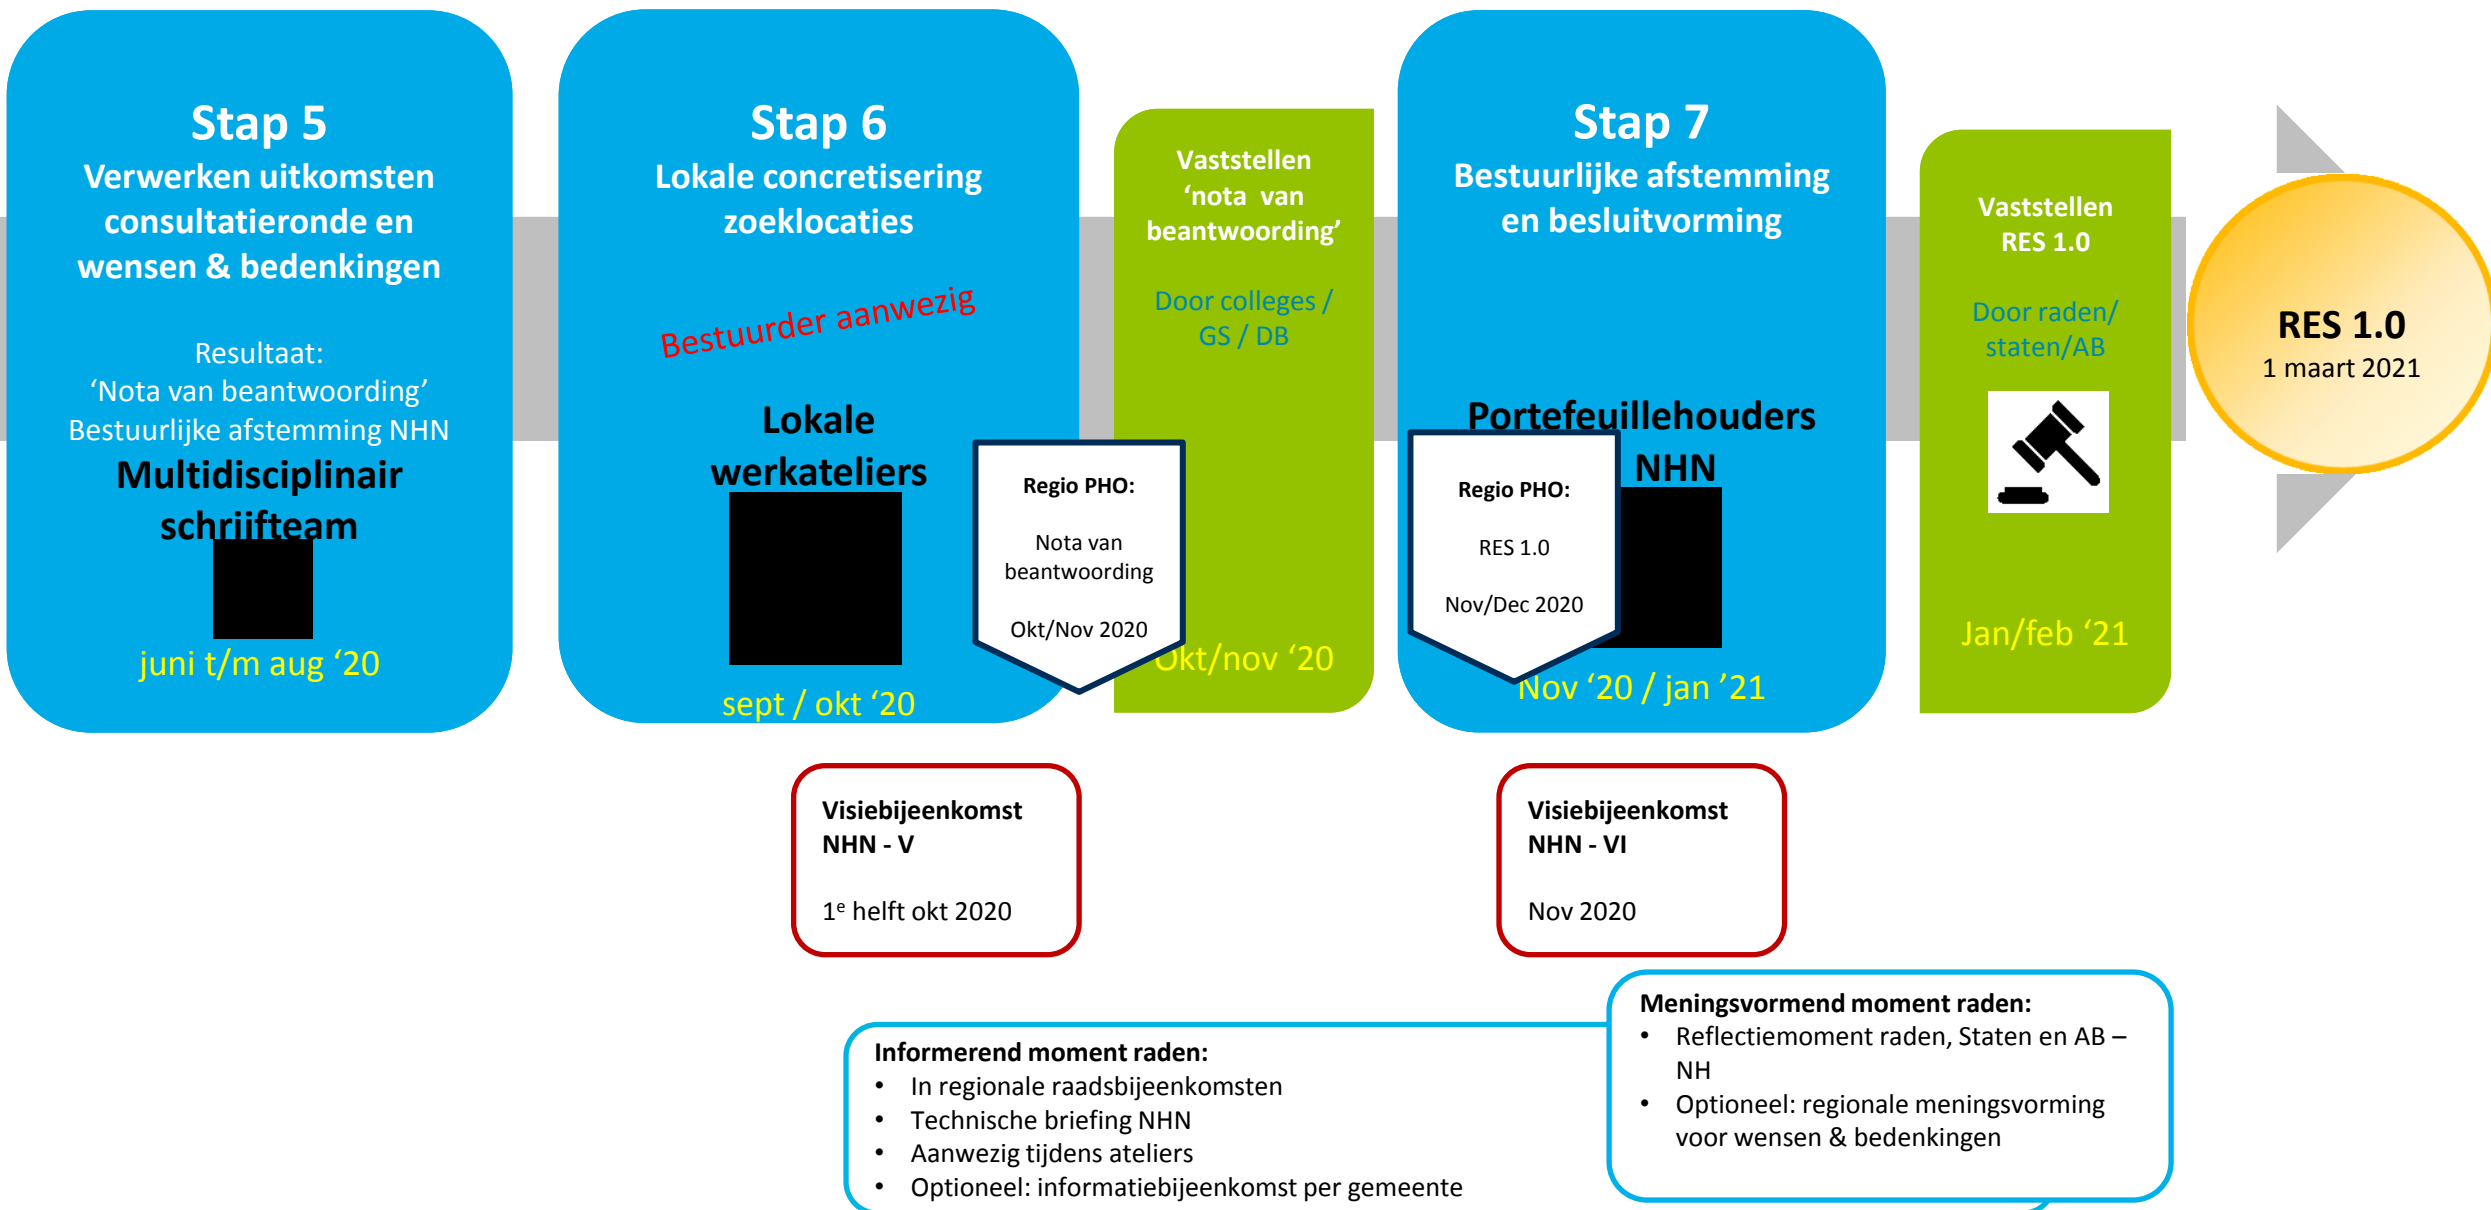 Stap 5
Verwerken uitkomsten
consultatieronde en
wensen & bedenkingen
Resultaat:
‘Nota van beantwoording’
Bestuurlijke afstemming NHN
Multidisciplinair
schrijfteam
juni t/m aug ‘20
Stap 6
Lokale concretisering
zoeklocaties
Bestuurder aanwezig
Lokale
werkateliers
sept / okt ‘20
Regio PHO:
Nota van
beantwoording
Okt/Nov 2020
Vaststellen
‘nota van
beantwoording’
Door colleges /
GS / DB
Okt/nov ‘20
Stap 7
Bestuurlijke afstemming
en besluitvorming
Portefeuillehouders
NHN
Nov ‘20 / jan ’21
Regio PHO:
RES 1.0
Nov/Dec 2020
Vaststellen
RES 1.0
Door raden/
staten/AB
Jan/feb ‘21
RES 1.0
1 maart 2021
Visiebijeenkomst
NHN - V
1e helft okt 2020
Visiebijeenkomst
NHN - VI
Nov 2020
Informerend moment raden:
• In regionale raadsbijeenkomsten
• Technische briefing NHN
• Aanwezig tijdens ateliers
• Optioneel: informatiebijeenkomst per gemeente
Meningsvormend moment raden:
• Reflectiemoment raden, Staten en AB –
NH
• Optioneel: regionale meningsvorming
voor wensen & bedenkingen